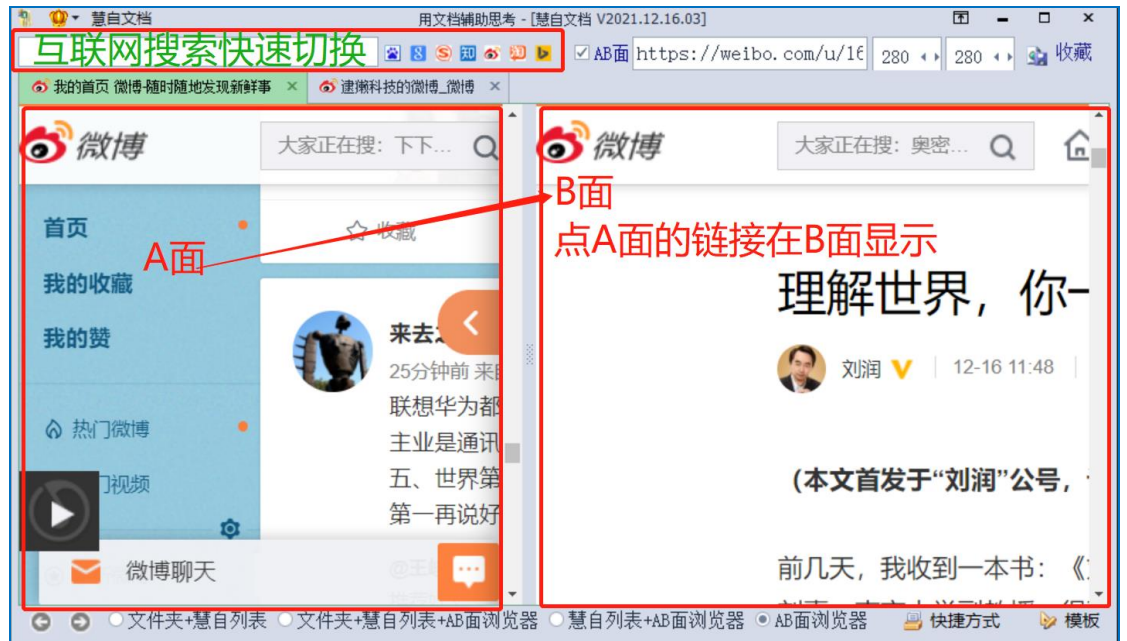 慧自文档
用文档辅助思考 - [慧自文档 V2021.12.16.03]
互联网搜索快速切换
AB面 https://weibo.com/u/16
280 280 收藏
我的首页 微博-随时随地发现新鲜事 ×
逮懒科技的微博_微博 ×
微博
大家正在搜：下下...
首页
收藏
A面
我的收藏
我的赞
来去
25分钟前 来自
联想华为都
主业是通讯
热门微博
五、世界第
门视频
第一再说好
微博聊天
微博
大家正在搜：奥密...
B面
点A面的链接在B面显示
理解世界，你一
刘润 V 12-16 11:48
（本文首发于“刘润”公号，
前几天，我收到一本书：《
文件夹+慧自列表 文件夹+慧自列表+AB面浏览器 慧自列表+AB面浏览器 AB面浏览器 快捷方式 模板